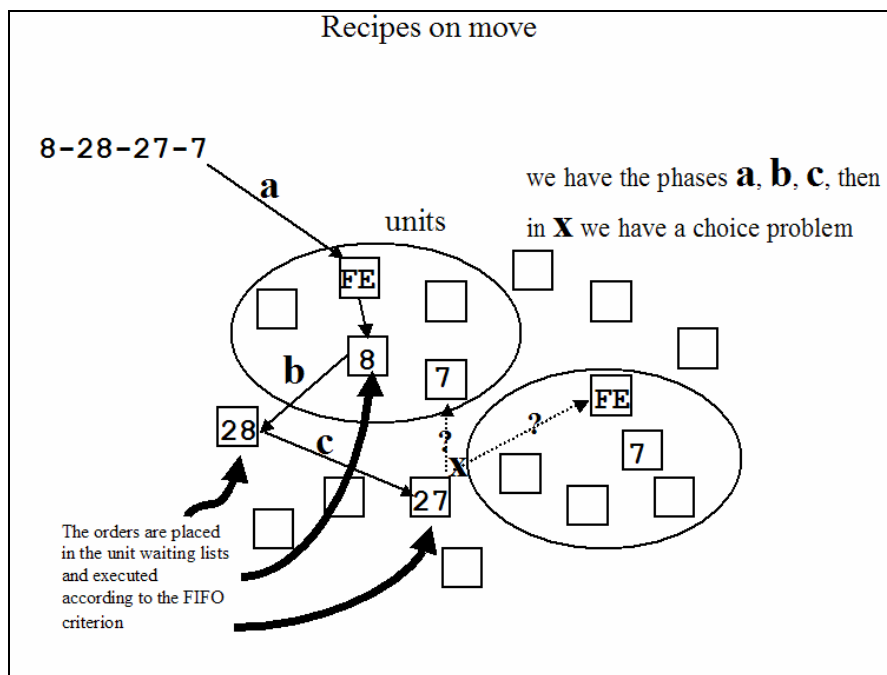 Recipes on move
8-28-27-7
a
we have the phases a, b, c, then
in x we have a choice problem
units
FE
8
b
7
FE
28
c
?
?
x
7
27
The orders are placed
in the unit waiting lists
and executed
according to the FIFO
criterion